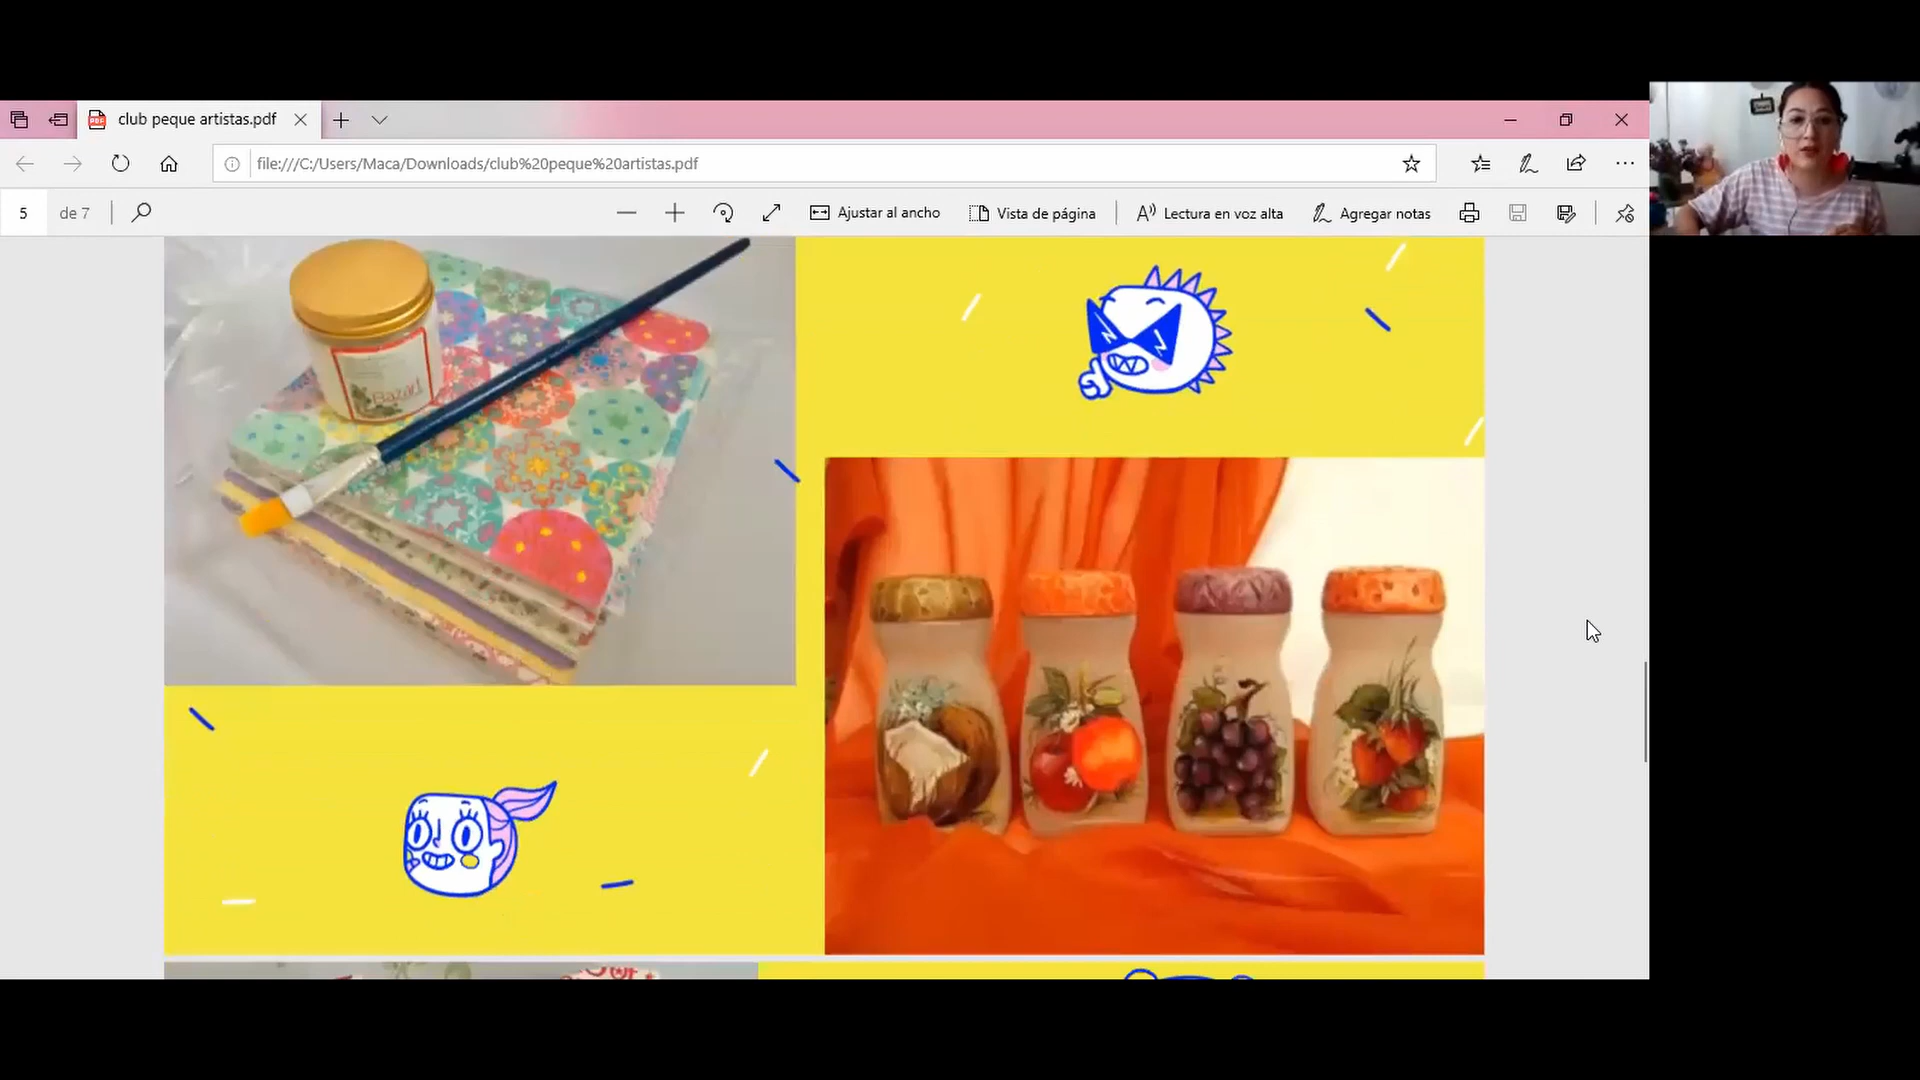 club peque artistas.pdf
file:///C:/Users/Maca/Downloads/club%20peque%20artistas.pdf
5 de 7
Ajustar al ancho
Vista de página
Lectura en voz alta
Agregar notas
Bazart